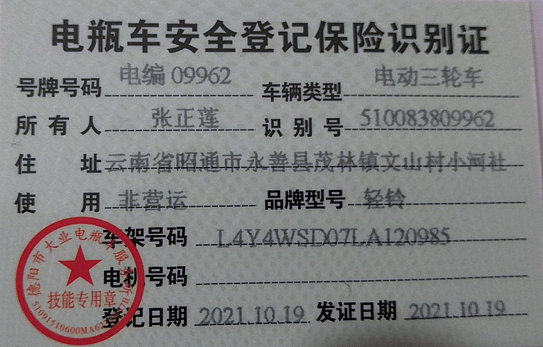 电瓶车安全登记保险识别证
号牌号码 电编 09962 车辆类型 电动三轮车
所有人 张正莲 识别号 510083809962
住址 云南省昭通市永善县茂林镇文山村小河社
使用 非营运 品牌型号 轻铃
车架号码 L4Y4WSD07LA120985
电机号码
登记日期 2021.10.19 发证日期 2021.10.19
技能专用章